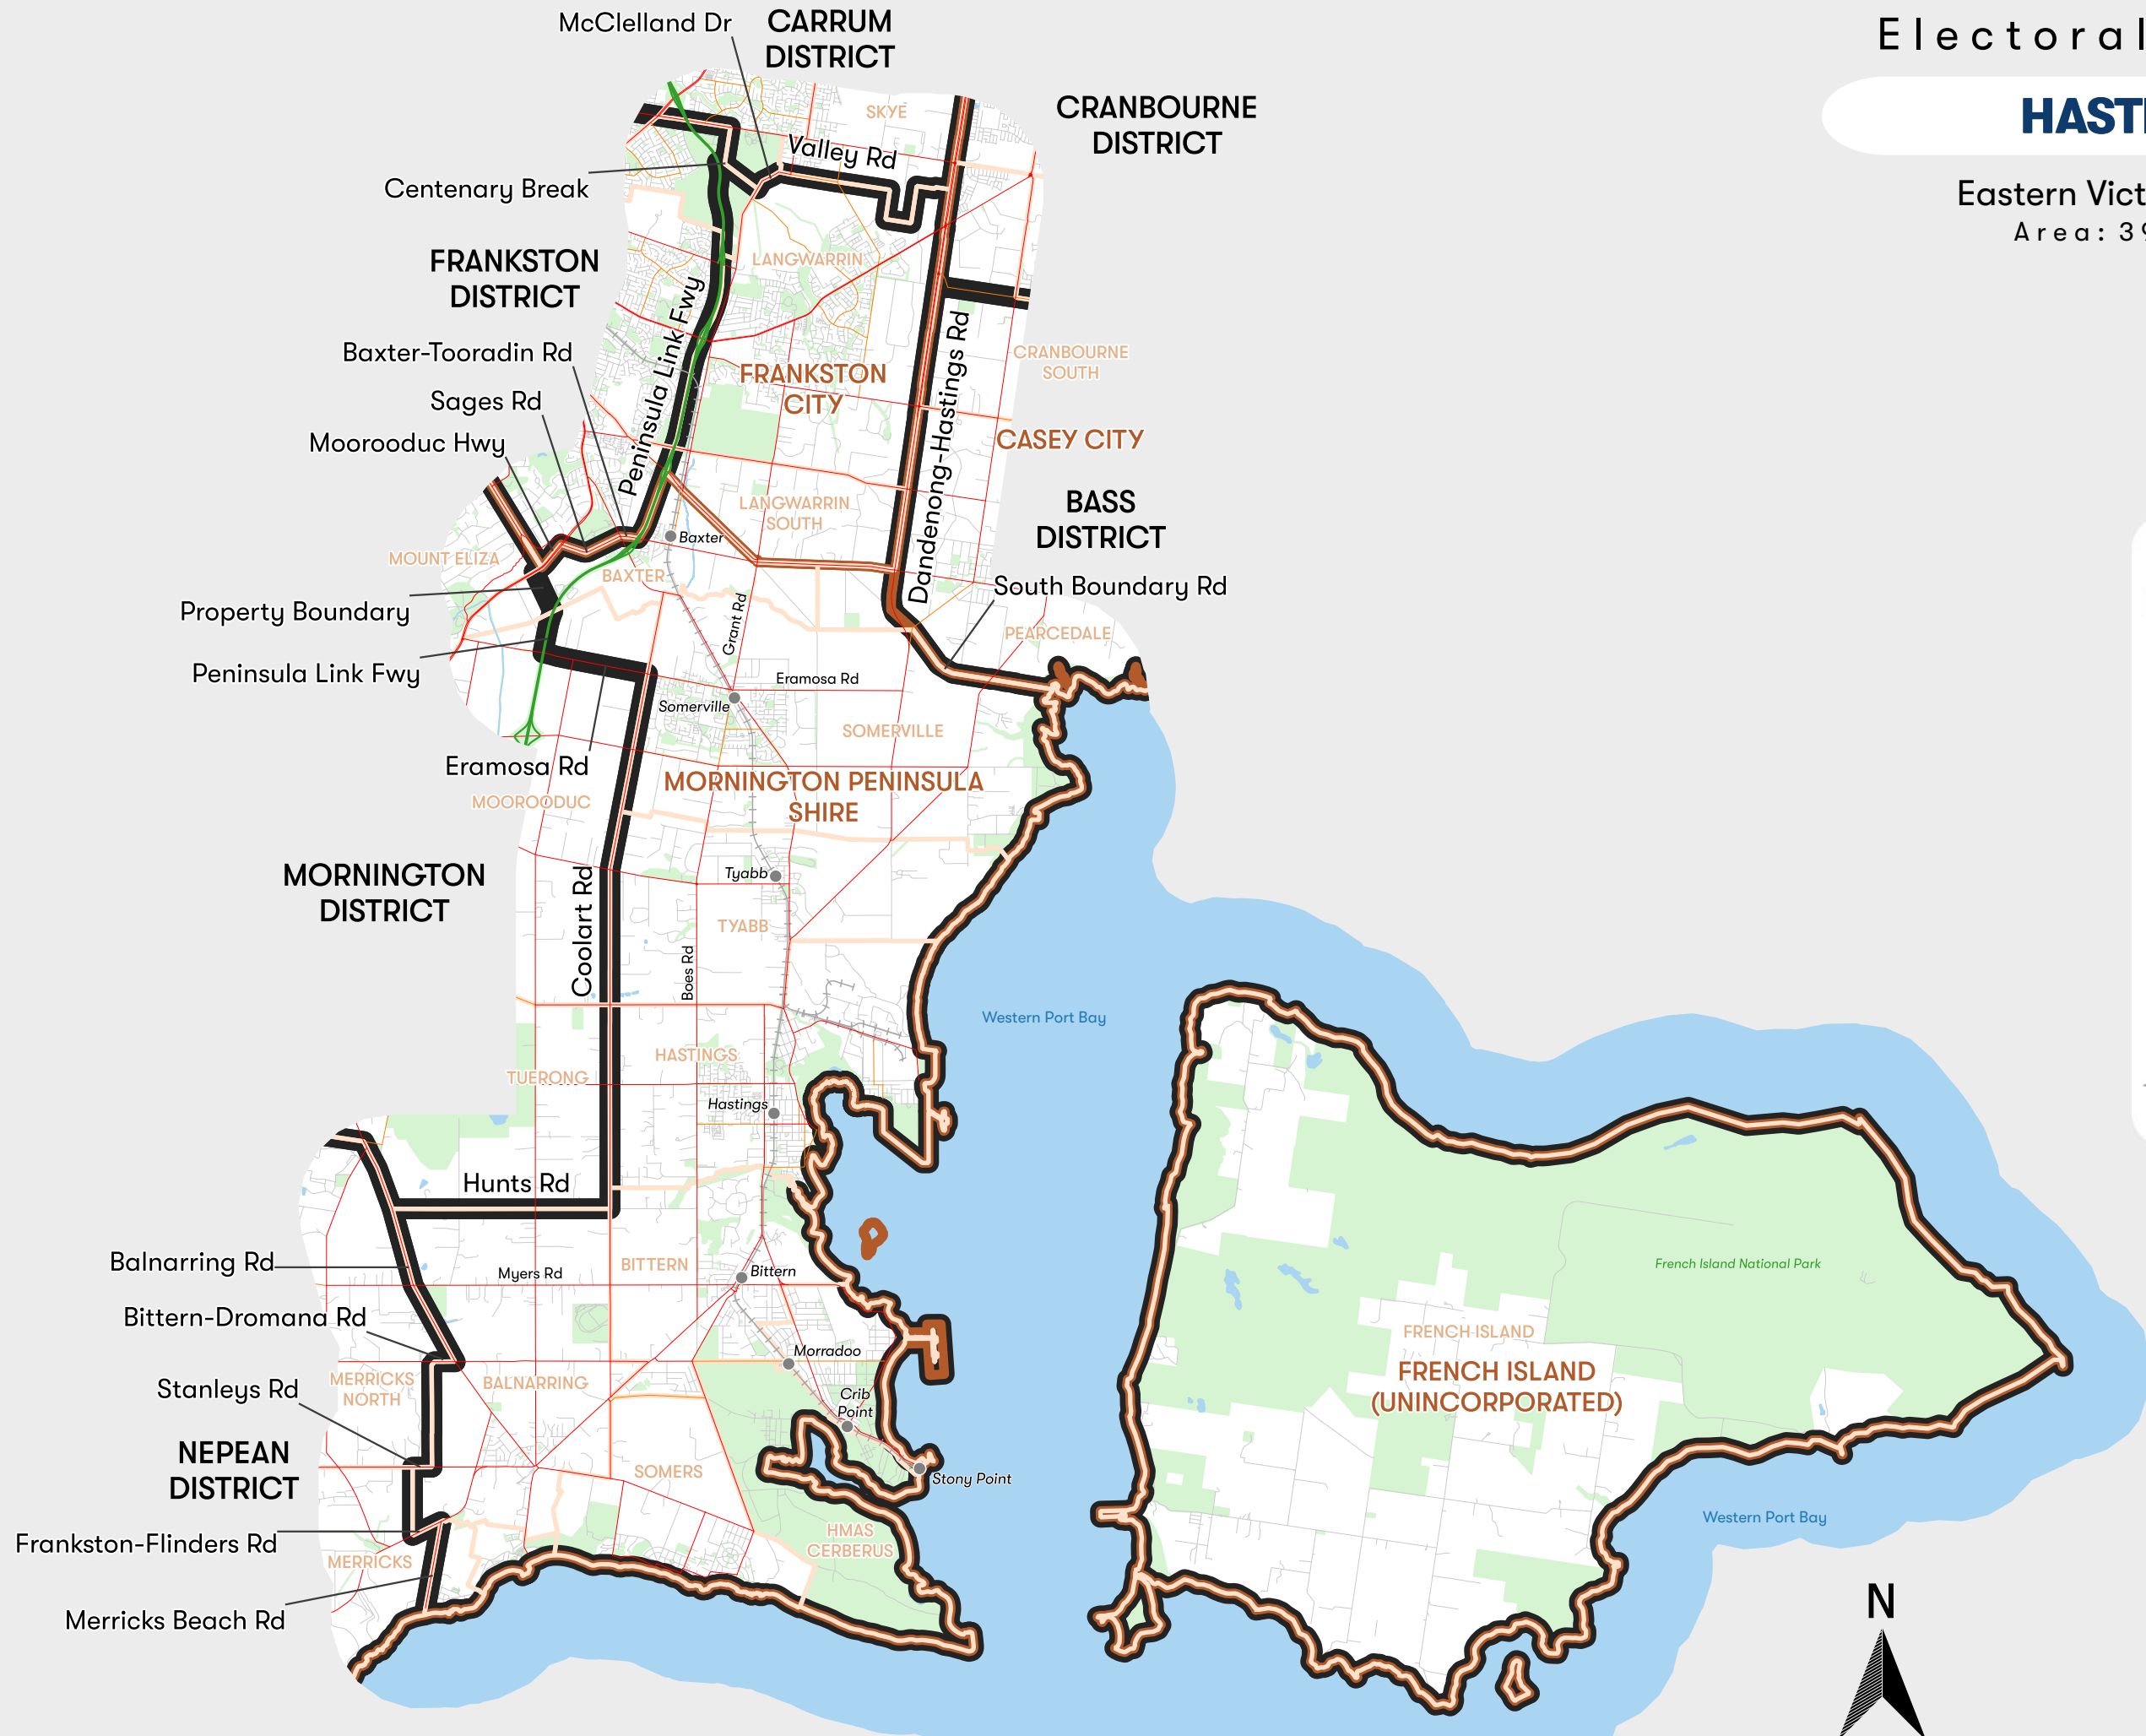 McClelland Dr
CARRUM
DISTRICT
Electoral
HAST
CRANBOURNE
DISTRICT
SKYE
Valley Rd
Centenary Break
Eastern Vict
Area: 39
FRANKSTON
DISTRICT
LANGWARRIN
Peninsula Link Fwy
Dandenong-Hastings Rd
Baxter-Tooradin Rd
CRANBOURNE
SOUTH
FRANKSTON
CITY
Sages Rd
Moorooduc Hwy
CASEY CITY
LANGWARRIN
SOUTH
BASS
DISTRICT
Baxter
MOUNT ELIZA
BAXTER
South Boundary Rd
Property Boundary
Grant Rd
PEARCEDALE
Peninsula Link Fwy
Eramosa Rd
Somerville
SOMERVILLE
Eramosa Rd
MORNINGTON PENINSULA
SHIRE
MOOROODUC
MORNINGTON
DISTRICT
Tyabb
Coolart Rd
TYABB
Boes Rd
Western Port Bay
HASTINGS
TUERONG
Hastings
Hunts Rd
Balnarring Rd
BITTERN
Myers Rd
Bittern
French Island National Park
Bittern-Dromana Rd
FRENCH ISLAND
Morradoo
FRENCH ISLAND
(UNINCORPORATED)
Stanleys Rd
MERRICKS
NORTH
BALNARRING
Crib
Point
NEPEAN
DISTRICT
SOMERS
Stony Point
Western Port Bay
Frankston-Flinders Rd
HMAS
CERBERUS
MERRICKS
Merricks Beach Rd
N